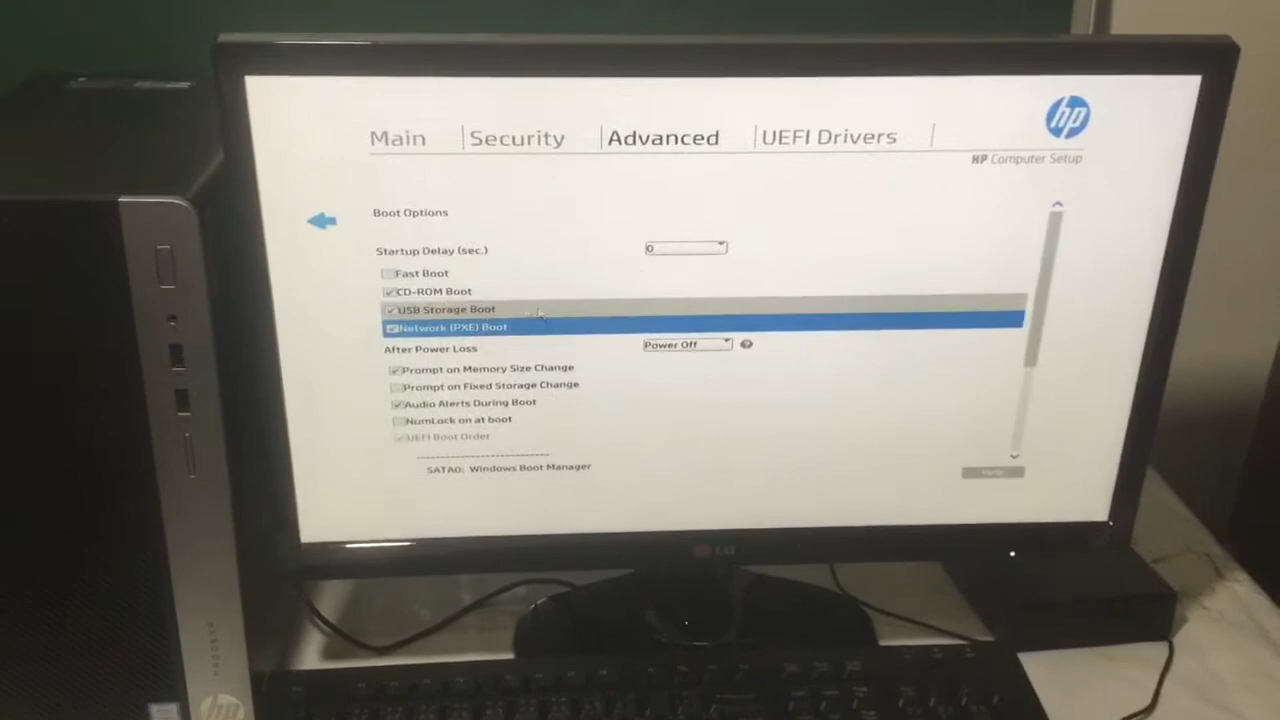 Main Security Advanced UEFI Drivers
hp
HP Computer Setup
Boot Options
Startup Delay (sec.) 0
Fast Boot
CD-ROM Boot
USB Storage Boot
Network (PXE) Boot
After Power Loss Power Off ?
Prompt on Memory Size Change
Prompt on Fixed Storage Change
Audio Alerts During Boot
NumLock on at boot
UEFI Boot Order
SATA0: Windows Boot Manager
Help
LG
PRODESK
hp